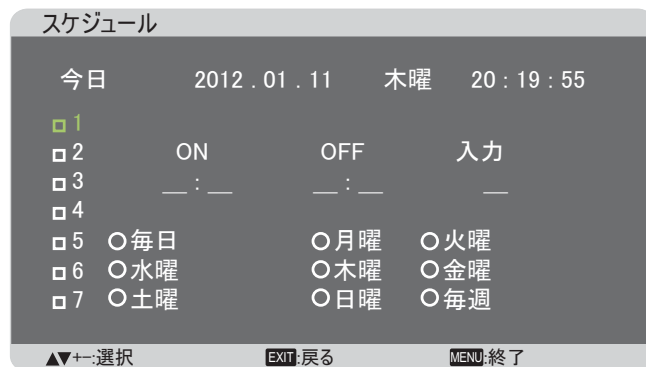 スケジュール
今日 2012 . 01 . 11 木曜 20 : 19 : 55
1
2 ON OFF 入力
3 __ : __ __ : __ __
4
5 毎日 月曜 火曜
6 水曜 木曜 金曜
7 土曜 日曜 毎週
▲▼+−:選択 EXIT:戻る MENU:終了